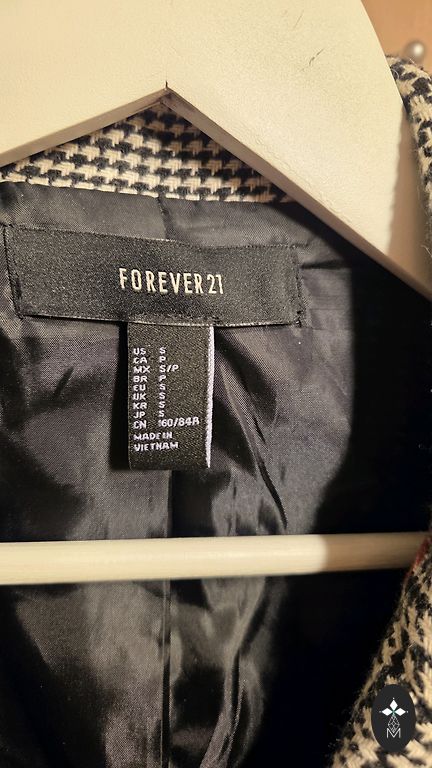 FOREVER 21
US S
CA P
MX S/P
BR P
EU S
UK S
KR S
JP S
CN 160/84A
MADE IN
VIETNAM